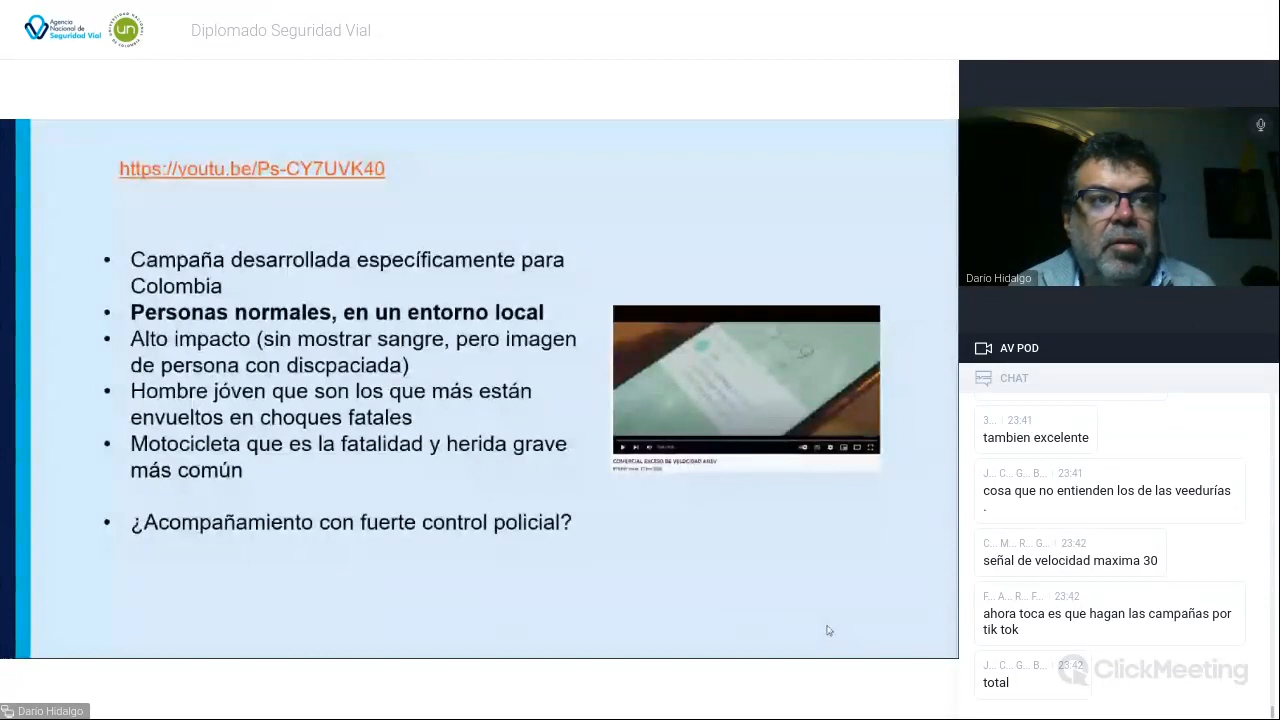 Agencia
Nacional de
Seguridad Vial
un
Diplomado Seguridad Vial
https://youtu.be/Ps-CY7UVK40
• Campaña desarrollada específicamente para
Colombia
• Personas normales, en un entorno local
• Alto impacto (sin mostrar sangre, pero imagen
de persona con discpaciada)
• Hombre jóven que son los que más están
envueltos en choques fatales
• Motocicleta que es la fatalidad y herida grave
más común
• ¿Acompañamiento con fuerte control policial?
COMERCIAL EXCESO DE VELOCIDAD ANSV
Darío Hidalgo
AV POD
CHAT
3... 23:41
tambien excelente
J... C... G... B... 23:41
cosa que no entienden los de las veedurías
.
C... M... R... G... 23:42
señal de velocidad maxima 30
F... A... R... F... 23:42
ahora toca es que hagan las campañas por
tik tok
J... C... G... B... 23:42
total
ClickMeeting
Darío Hidalgo